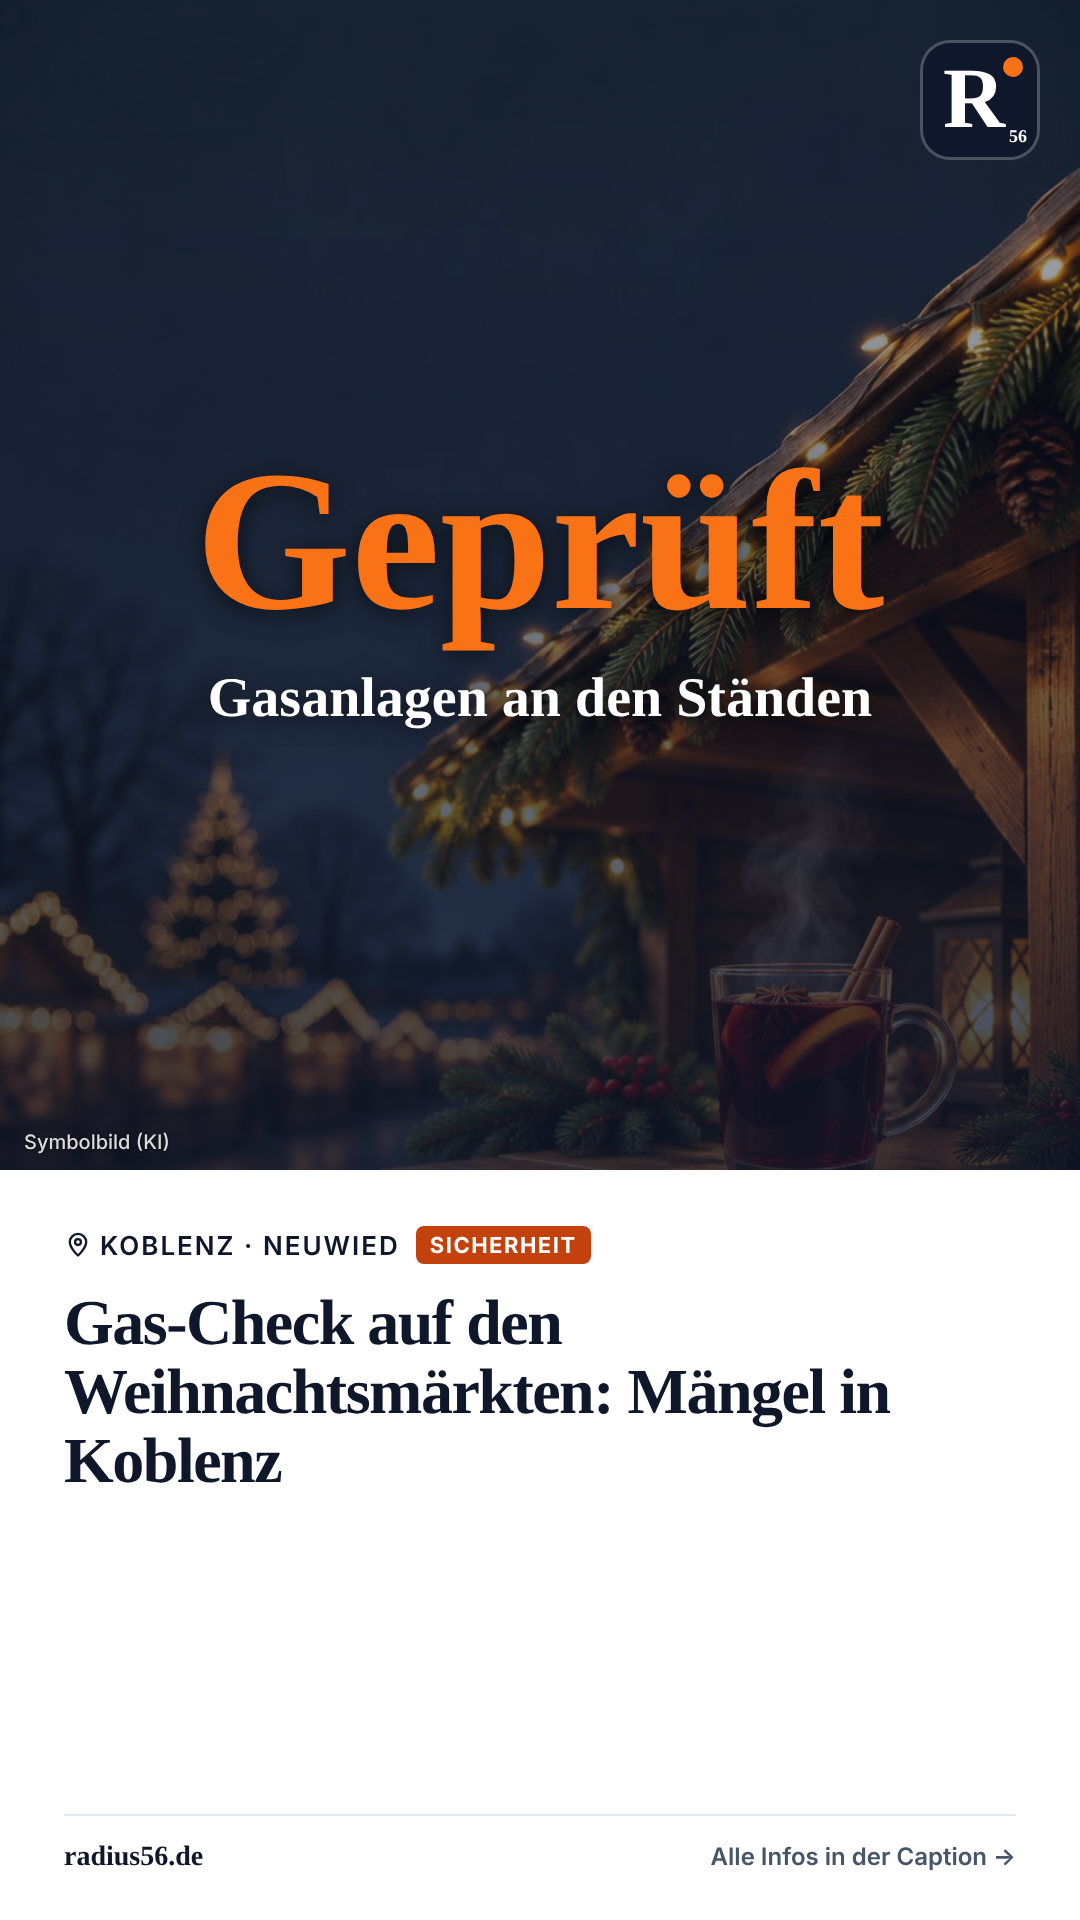 R
56
Geprüft
Gasanlagen an den Ständen
Symbolbild (KI)
KOBLENZ · NEUWIED SICHERHEIT
Gas-Check auf den
Weihnachtsmärkten: Mängel in
Koblenz
radius56.de Alle Infos in der Caption →